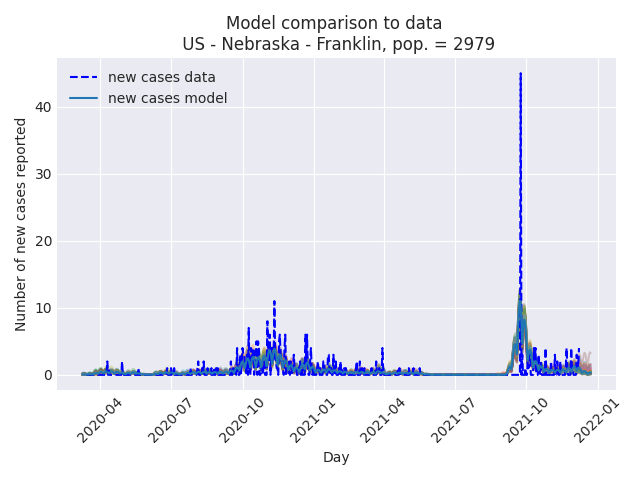 Model comparison to data
US - Nebraska - Franklin, pop. = 2979
new cases data
new cases model
Number of new cases reported
40
30
20
10
0
2020-04
2020-07
2020-10
2021-01
2021-04
2021-07
2021-10
2022-01
Day